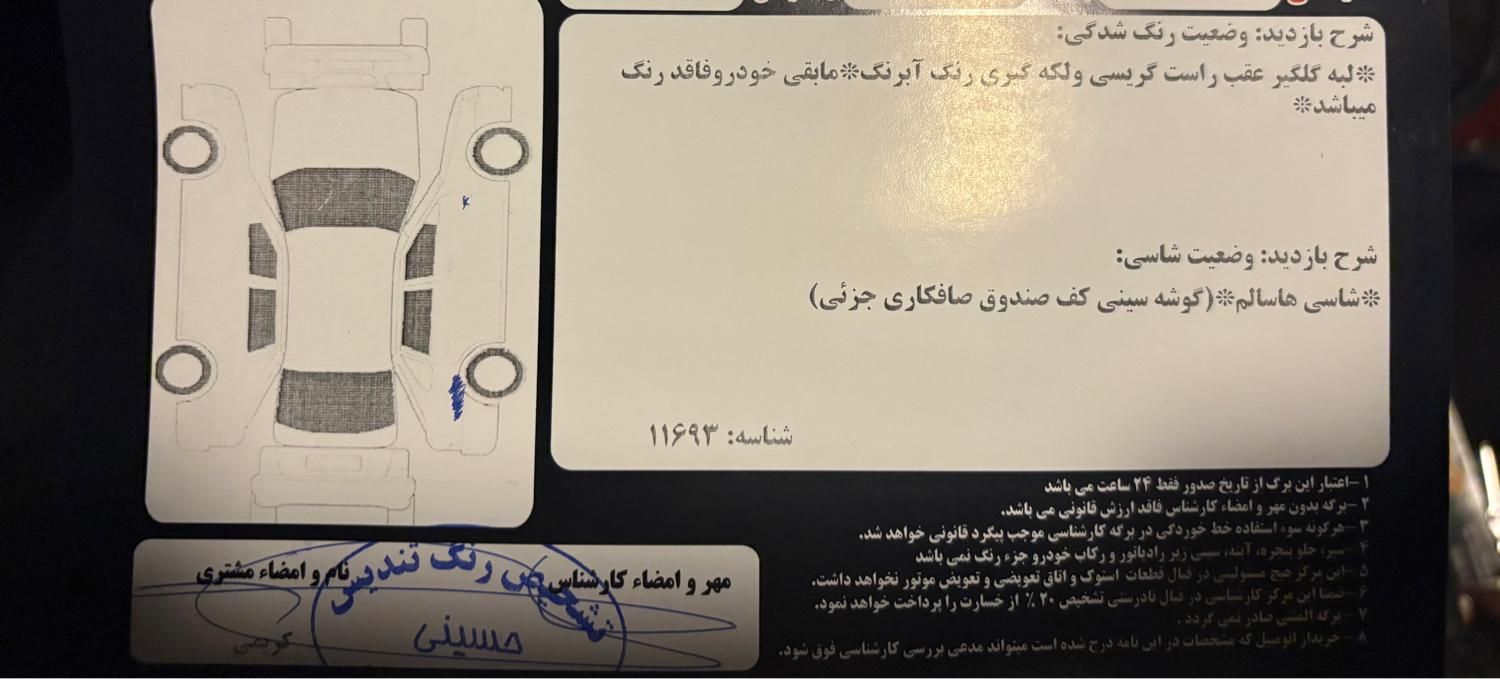 شرح بازدید: وضعیت رنگ شدگی:
❊لبه گلگیر عقب راست گریسی ولکه گیری رنگ آبرنگ❊مابقی خودروفاقد رنگ
میباشد❊
شرح بازدید: وضعیت شاسی:
❊شاسی هاسالم❊(گوشه سینی کف صندوق صافکاری جزئی)
شناسه: ۱۱۶۹۳
۱-اعتبار این برگ از تاریخ صدور فقط ۲۴ ساعت می باشد
۲-برگه بدون مهر و امضاء کارشناس فاقد ارزش قانونی می باشد.
۳-هرگونه سوء استفاده خط خوردگی در برگه کارشناسی موجب پیگرد قانونی خواهد شد.
۴-سپر، جلو پنجره، آینه، سینی زیر رادیاتور و رکاب خودرو جزء رنگ نمی باشد
۵-این مرکز هیچ مسئولیتی در قبال قطعات استوک و اتاق تعویضی و تعویض موتور نخواهد داشت.
۶-ضمنا این مرکز کارشناسی در قبال نادرستی تشخیص ۲۰ ٪ از خسارت را پرداخت خواهد نمود.
۷- برگه المثنی صادر نمی گردد.
۸- خریدار اتومبیل که مشخصات در این نامه درج شده است میتواند مدعی بررسی کارشناسی فوق شود.
مهر و امضاء کارشناس
نام و امضاء مشتری
تشخیص رنگ تندیس
حسینی
کریمی